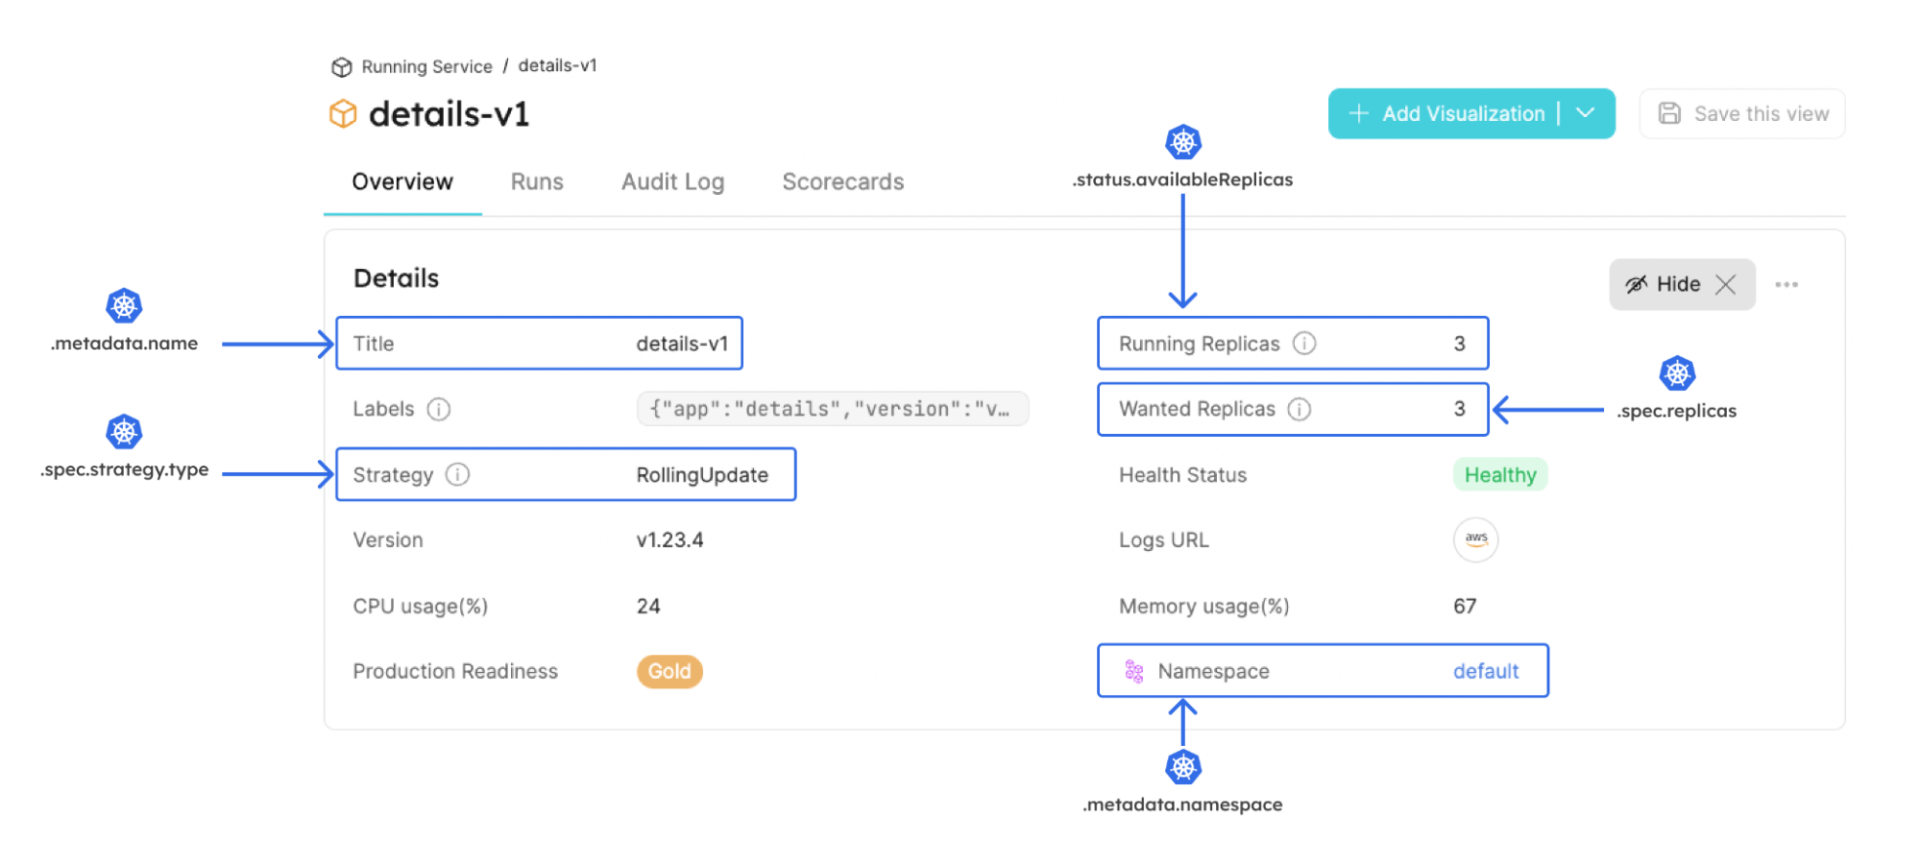 Running Service / details-v1
details-v1
Add Visualization
Save this view
Overview
Runs
Audit Log
Scorecards
.status.availableReplicas
Details
Hide
.metadata.name
Title
details-v1
Running Replicas
3
Labels
{"app":"details","version":"v…
Wanted Replicas
3
.spec.replicas
.spec.strategy.type
Strategy
RollingUpdate
Health Status
Healthy
Version
v1.23.4
Logs URL
aws
CPU usage(%)
24
Memory usage(%)
67
Production Readiness
Gold
Namespace
default
.metadata.namespace